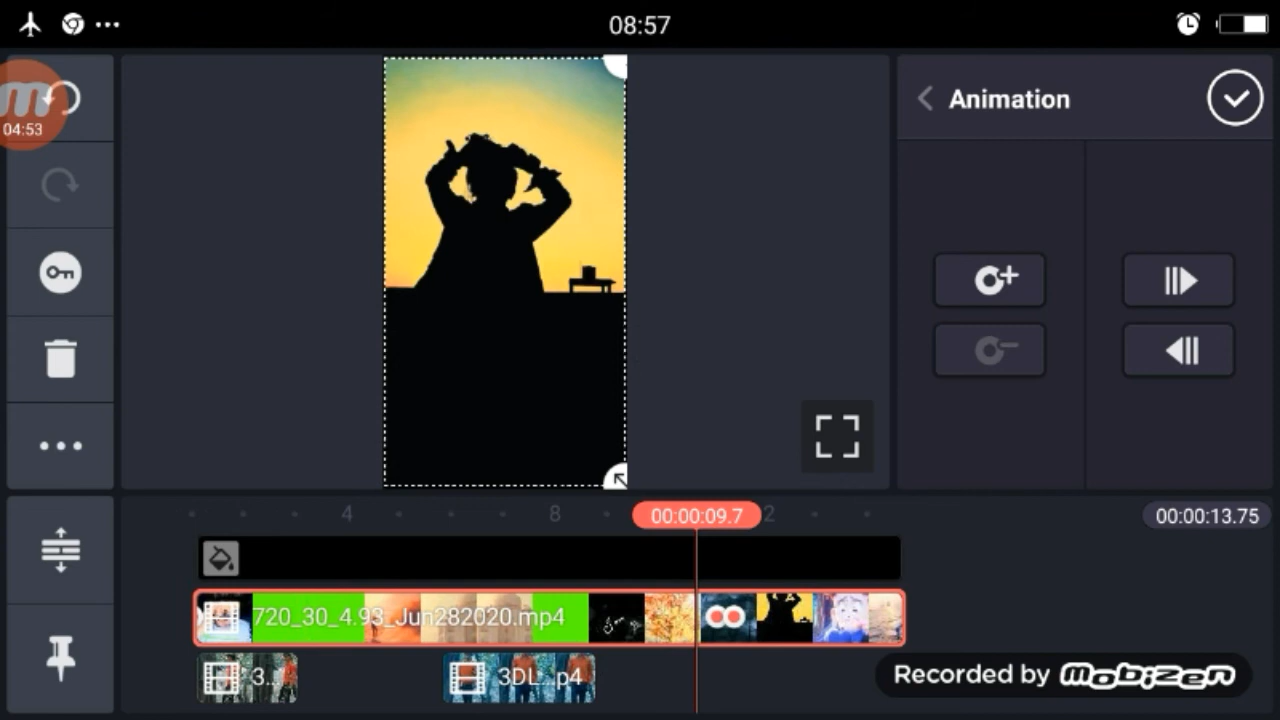 08:57
04:53
Animation
4
8
00:00:09.7
2
00:00:13.75
720_30_4.93_Jun282020.mp4
3...
3DL...p4
Recorded by mobizen